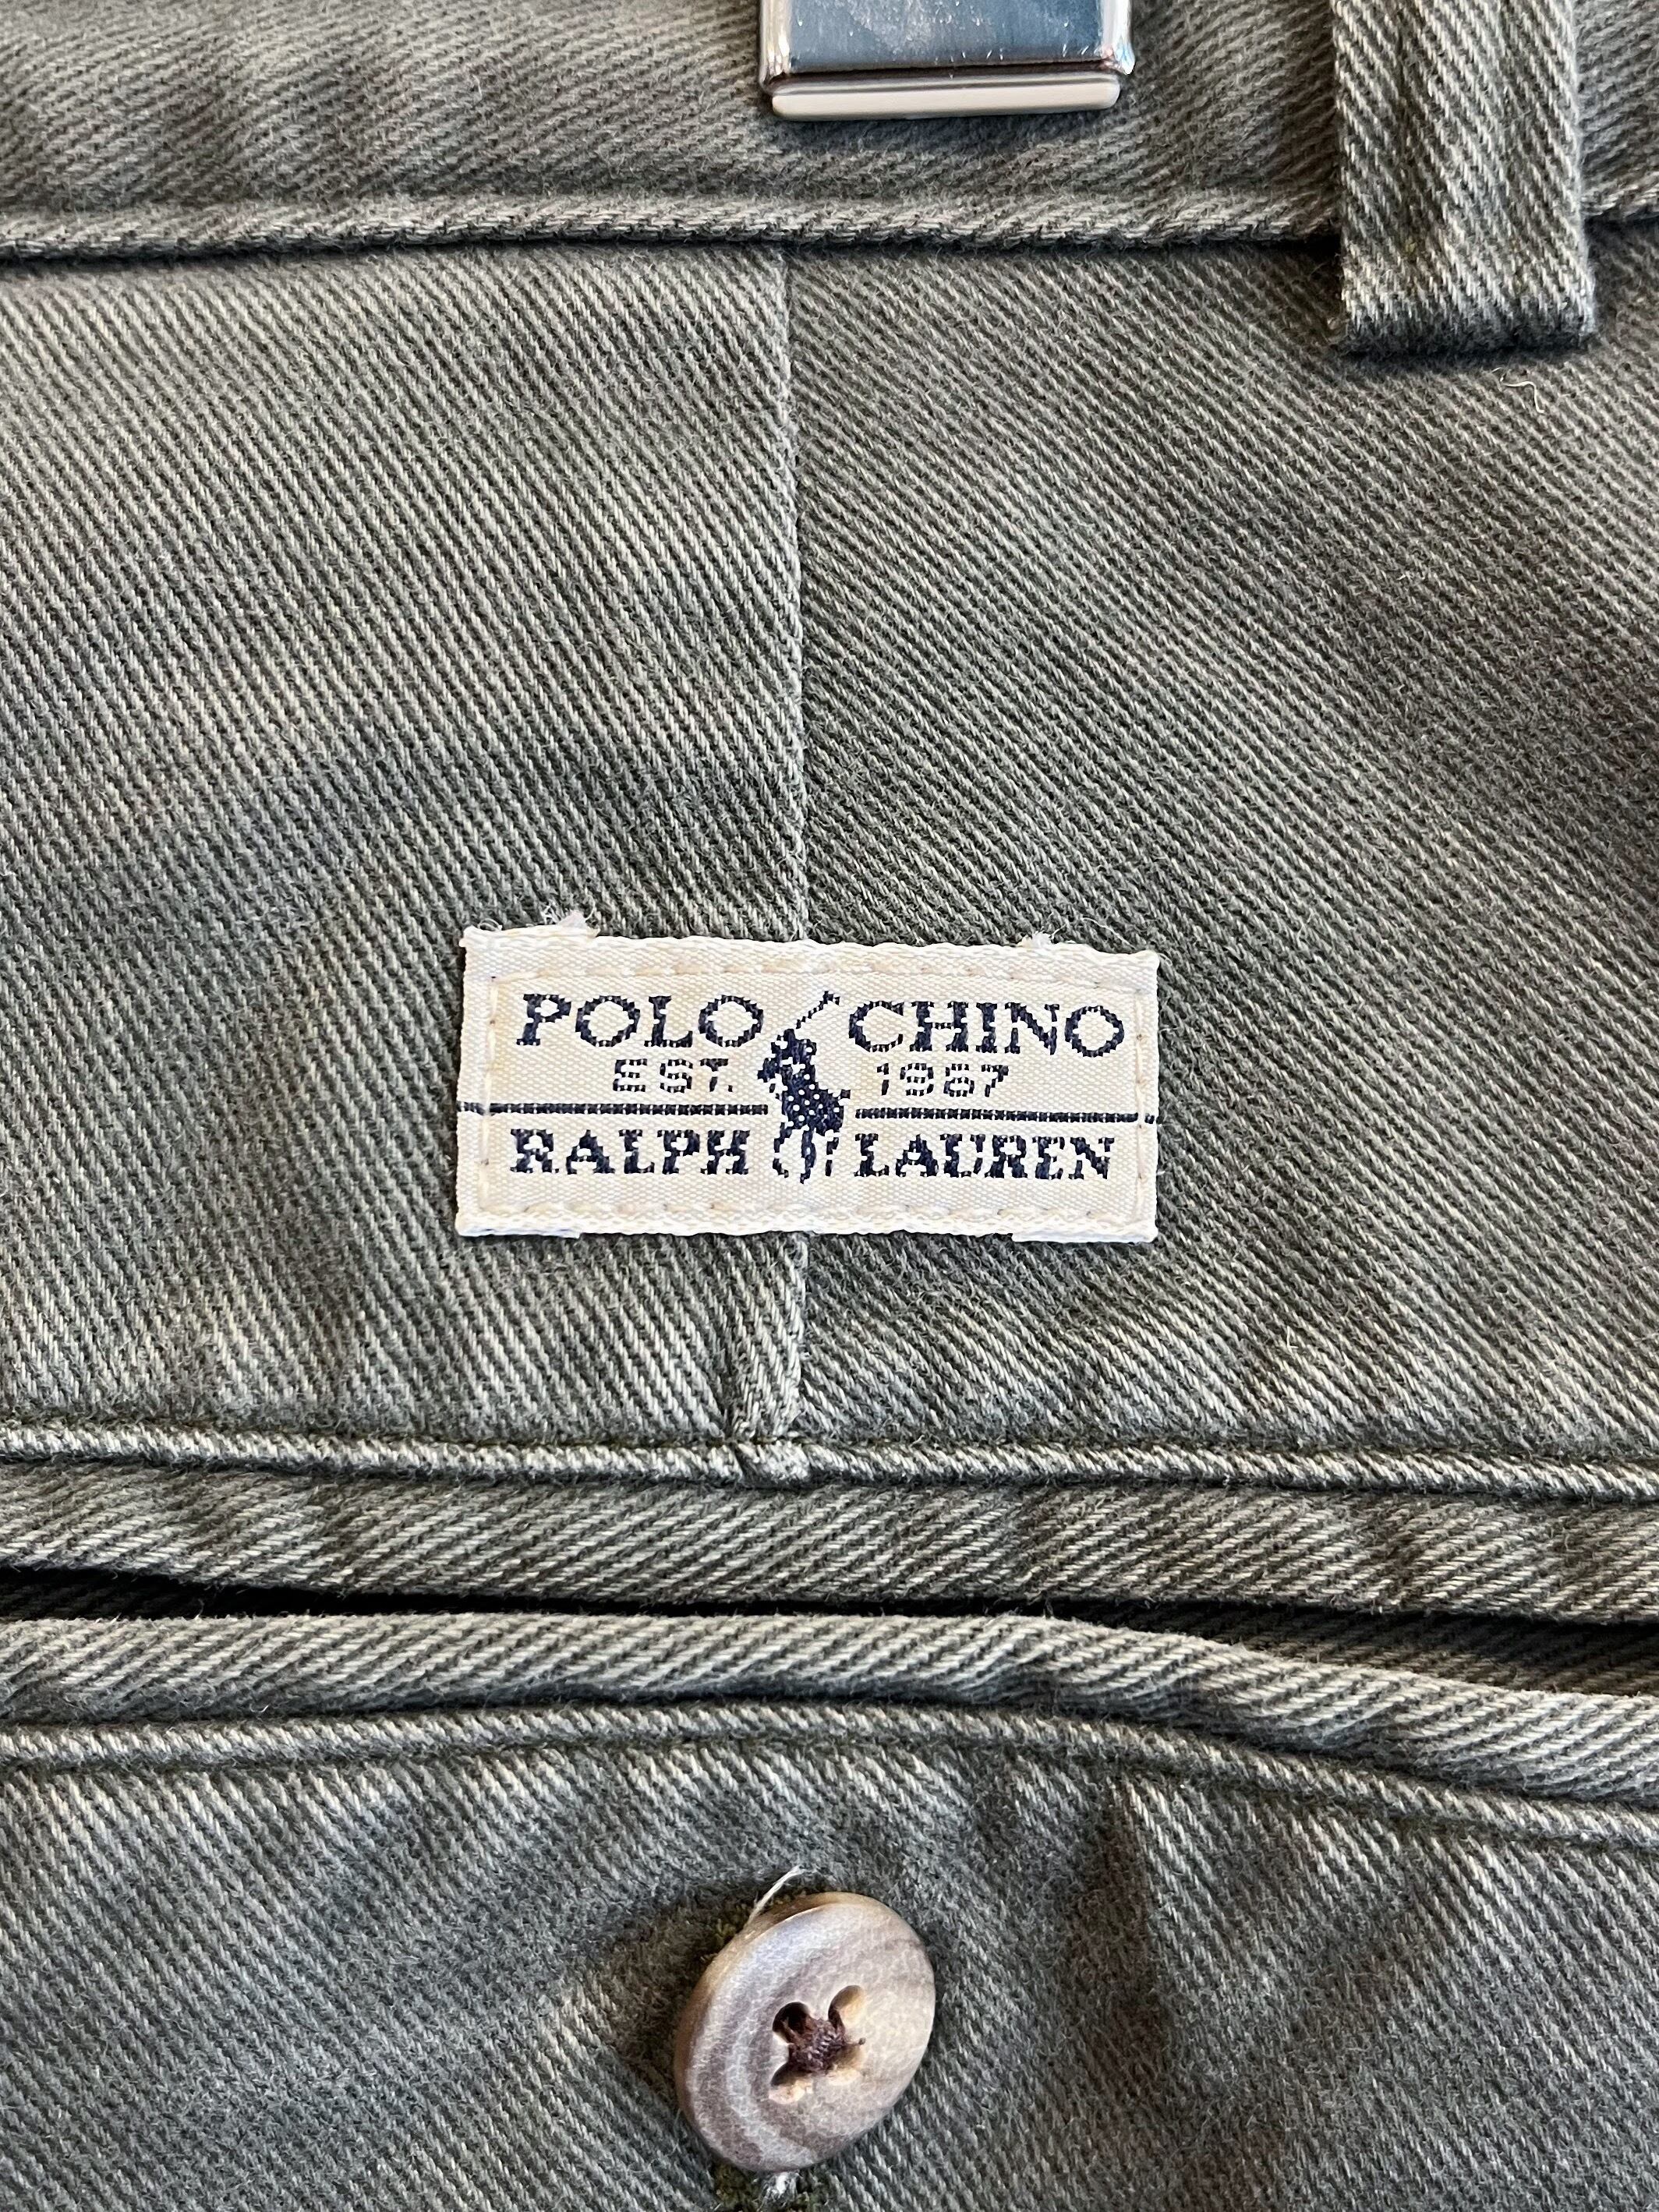 POLO CHINO
EST. 1967
RALPH LAUREN